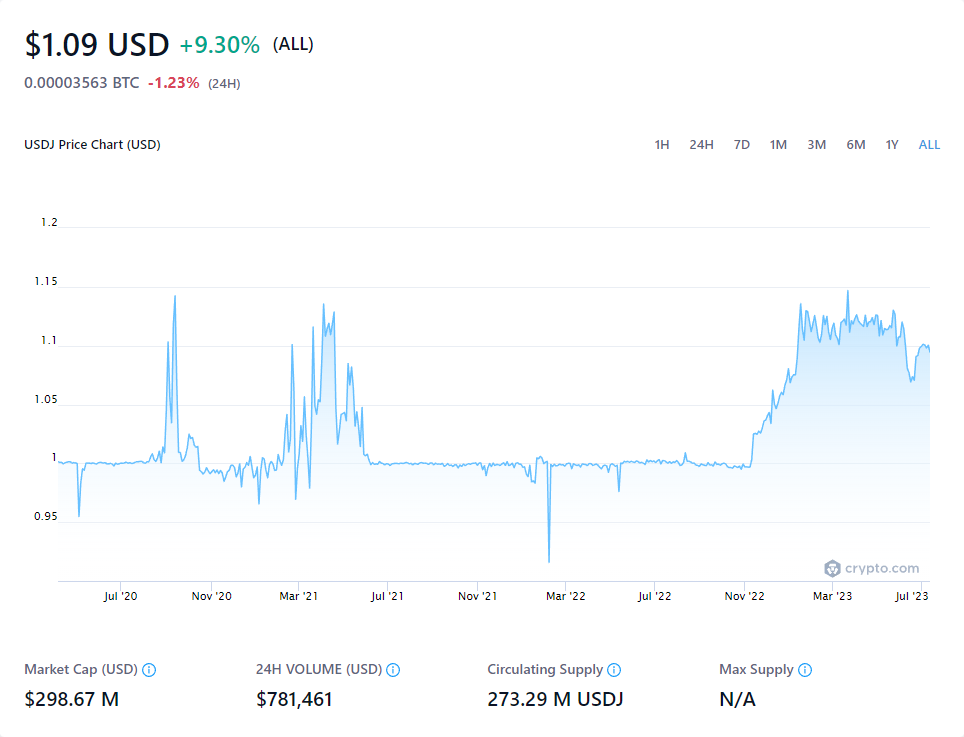 $1.09 USD +9.30% (ALL)
0.00003563 BTC -1.23% (24H)
USDJ Price Chart (USD) 1H 24H 7D 1M 3M 6M 1Y ALL
1.2
1.15
1.1
1.05
1
0.95
crypto.com
Jul '20 Nov '20 Mar '21 Jul '21 Nov '21 Mar '22 Jul '22 Nov '22 Mar '23 Jul '23
Market Cap (USD) 24H VOLUME (USD) Circulating Supply Max Supply
$298.67 M $781,461 273.29 M USDJ N/A